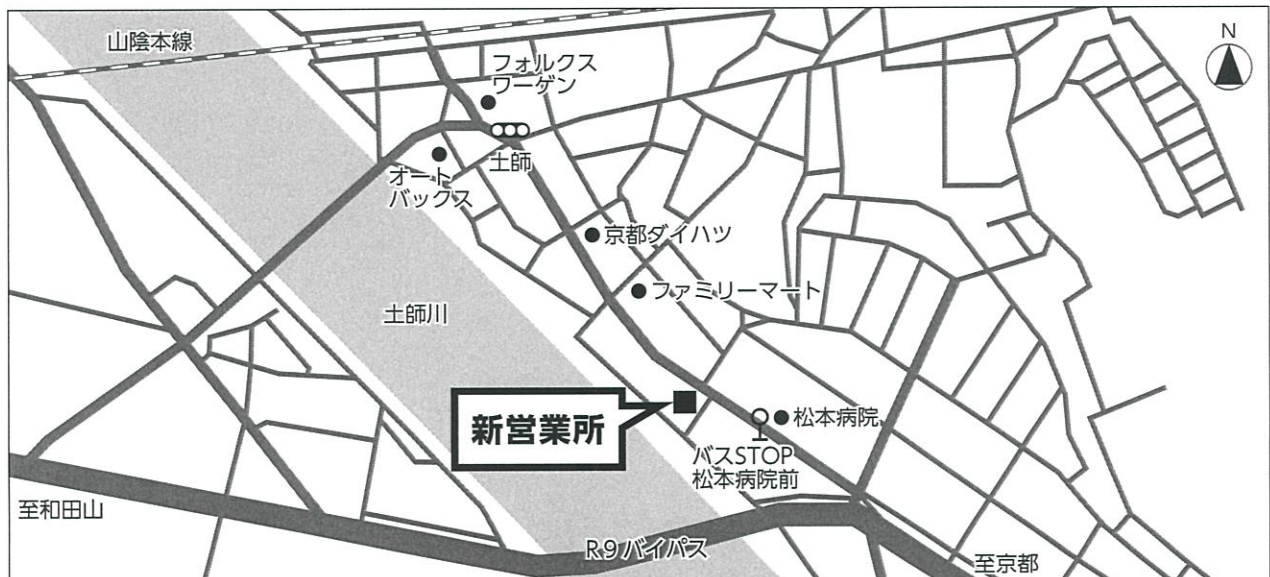 山陰本線
N
フォルクス
ワーゲン
土師
オート
バックス
京都ダイハツ
ファミリーマート
土師川
新営業所
松本病院
バスSTOP
松本病院前
至和田山
R9バイパス
至京都